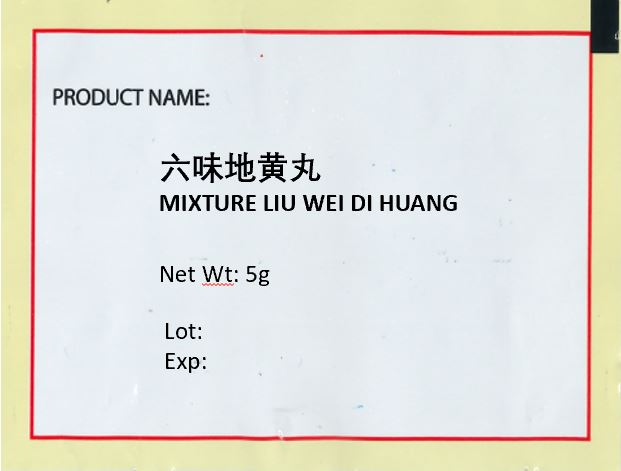 PRODUCT NAME:
六味地黄丸
MIXTURE LIU WEI DI HUANG
Net Wt: 5g
Lot:
Exp: